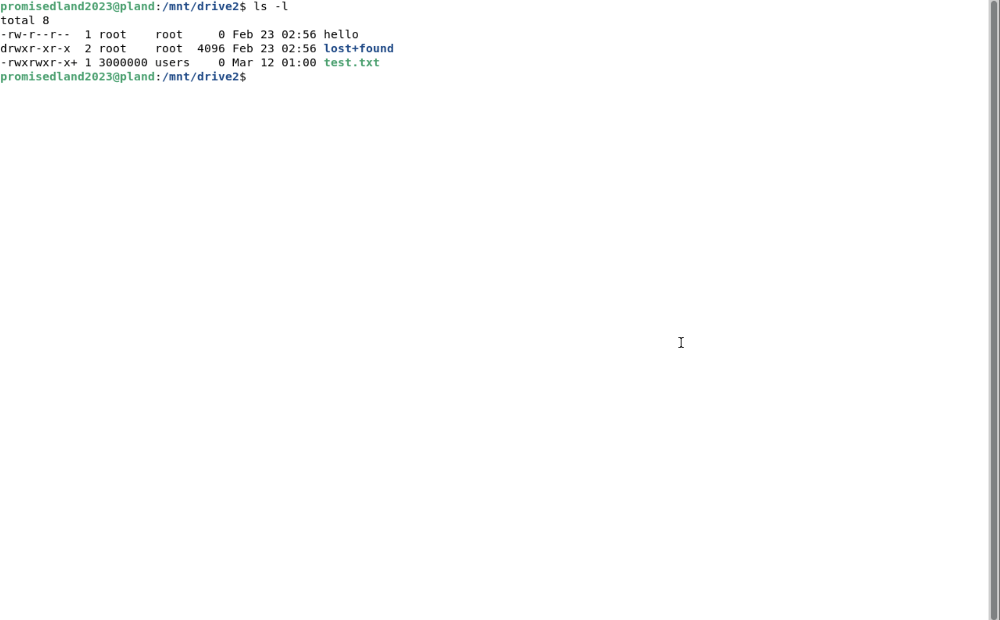 promisedland2023@pland:/mnt/drive2$ ls -l
total 8
-rw-r--r--  1 root    root     0 Feb 23 02:56 hello
drwxr-xr-x  2 root    root  4096 Feb 23 02:56 lost+found
-rwxrwxr-x+ 1 3000000 users    0 Mar 12 01:00 test.txt
promisedland2023@pland:/mnt/drive2$